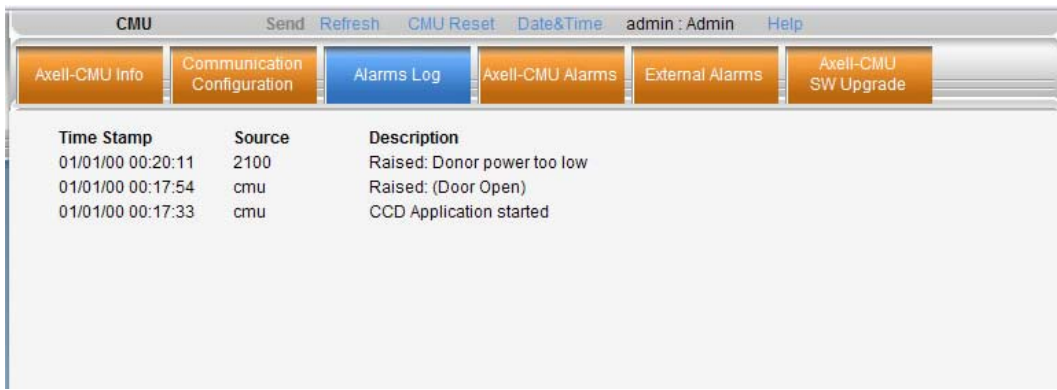 CMU Send Refresh CMU Reset Date&Time admin : Admin Help
Axell-CMU Info
Communication
Configuration
Alarms Log
Axell-CMU Alarms
External Alarms
Axell-CMU
SW Upgrade
Time Stamp Source Description
01/01/00 00:20:11 2100 Raised: Donor power too low
01/01/00 00:17:54 cmu Raised: (Door Open)
01/01/00 00:17:33 cmu CCD Application started